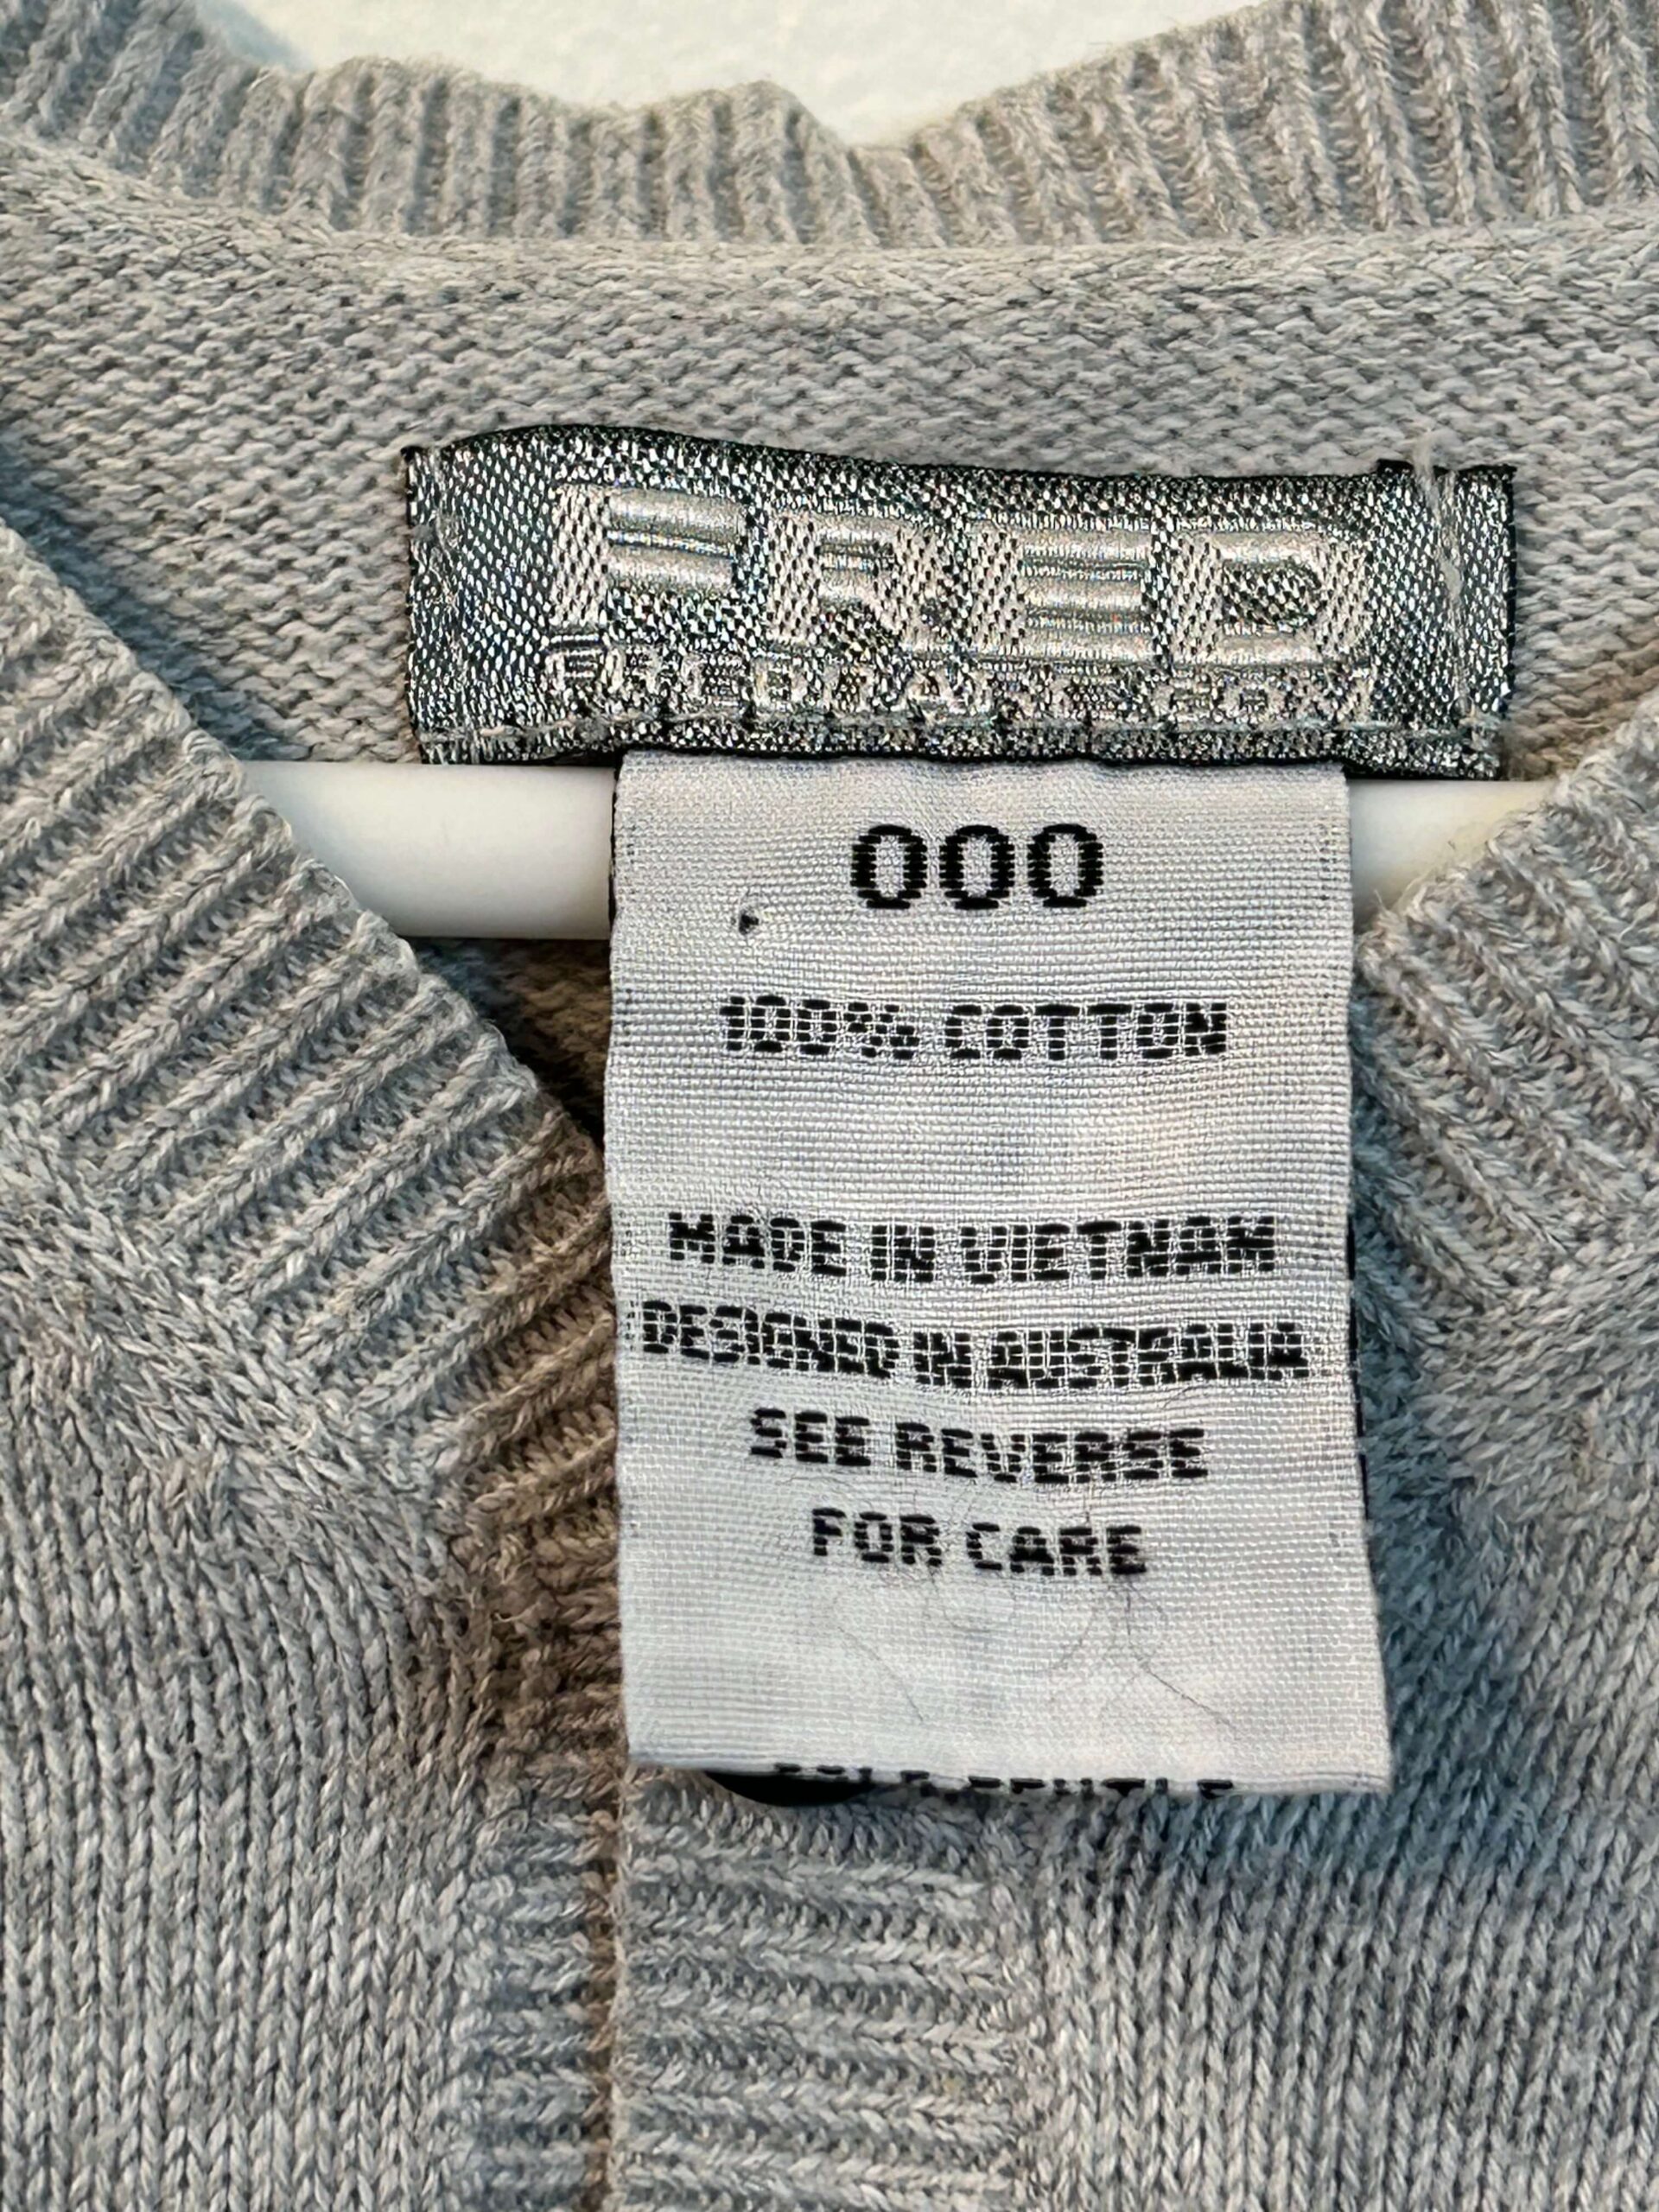 FRED
000
100% COTTON
MADE IN VIETNAM
DESIGNED IN AUSTRALIA
SEE REVERSE
FOR CARE